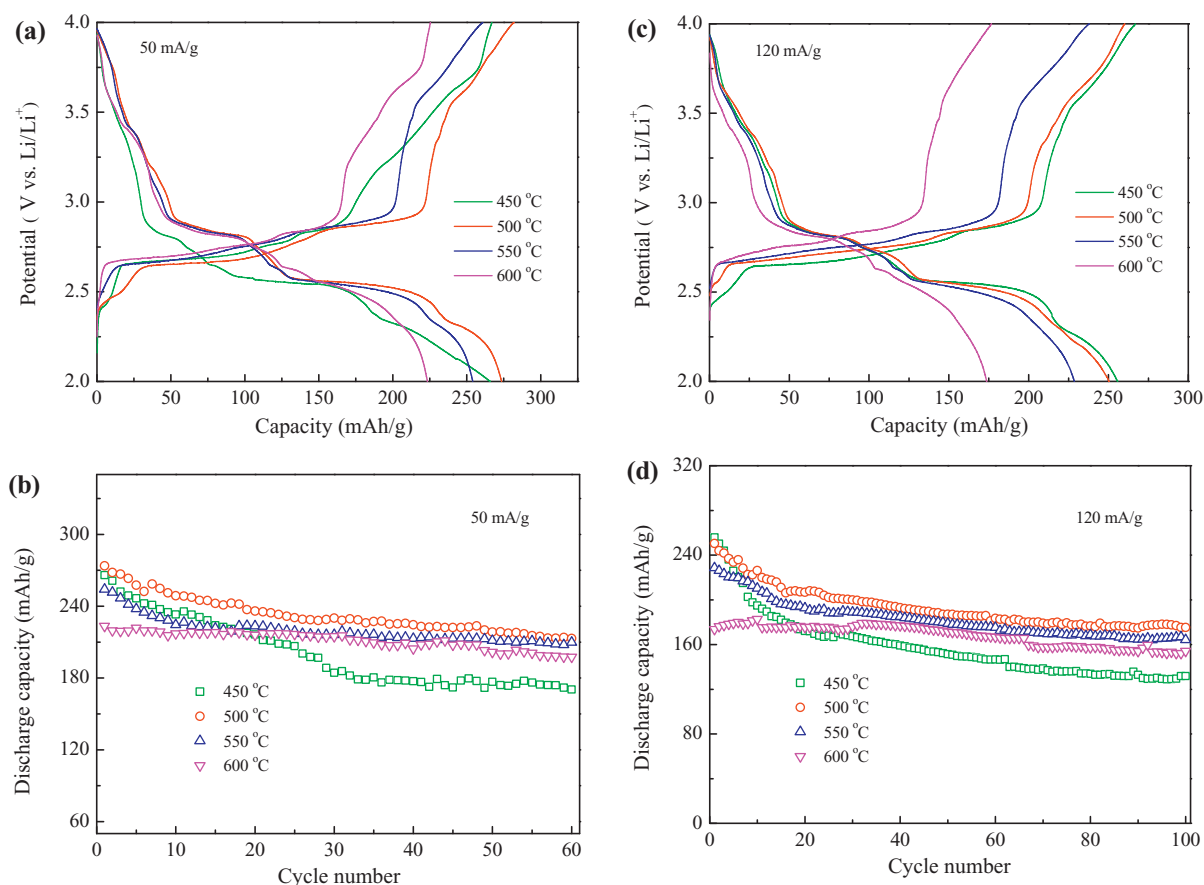 (a)
50 mA/g
4.0
3.5
3.0
2.5
2.0
Potential ( V vs. Li/Li⁺)
450 °C
500 °C
550 °C
600 °C
0 50 100 150 200 250 300
Capacity (mAh/g)
(c)
120 mA/g
4.0
3.5
3.0
2.5
2.0
Potential ( V vs. Li/Li⁺)
450 °C
500 °C
550 °C
600 °C
0 50 100 150 200 250 300
Capacity (mAh/g)
(b)
50 mA/g
300
240
180
120
60
Discharge capacity (mAh/g)
450 °C
500 °C
550 °C
600 °C
0 10 20 30 40 50 60
Cycle number
(d)
120 mA/g
320
240
160
80
0
Discharge capacity (mAh/g)
450 °C
500 °C
550 °C
600 °C
0 20 40 60 80 100
Cycle number